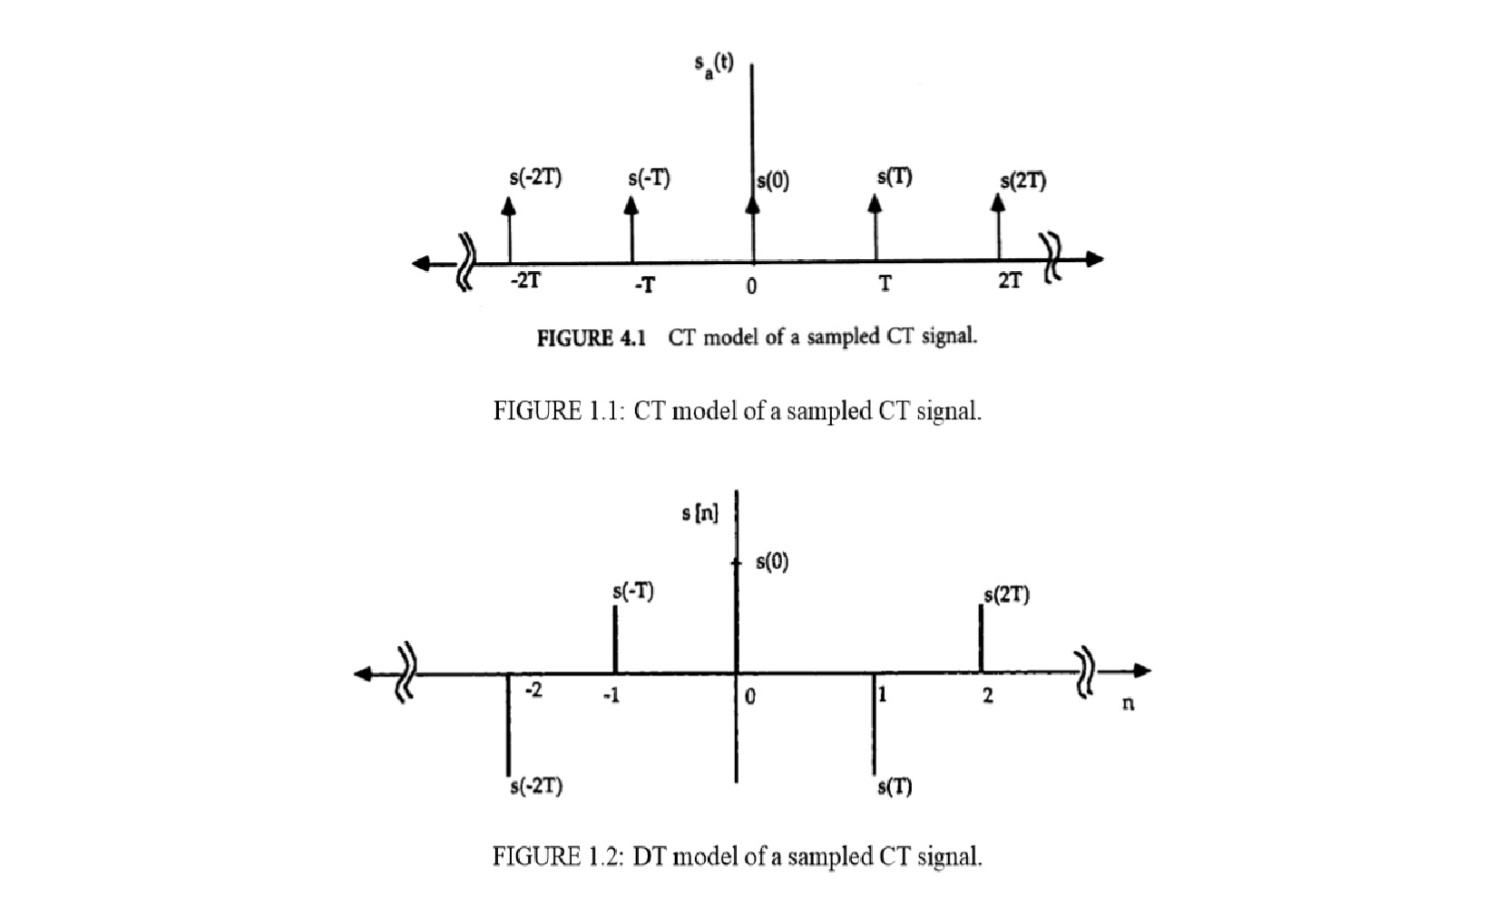 sa(t)
s(-2T) s(-T) s(0) s(T) s(2T)
-2T -T 0 T 2T
FIGURE 4.1 CT model of a sampled CT signal.
FIGURE 1.1: CT model of a sampled CT signal.
s [n]
s(0)
s(-T) s(2T)
-2 -1 0 1 2 n
s(-2T) s(T)
FIGURE 1.2: DT model of a sampled CT signal.